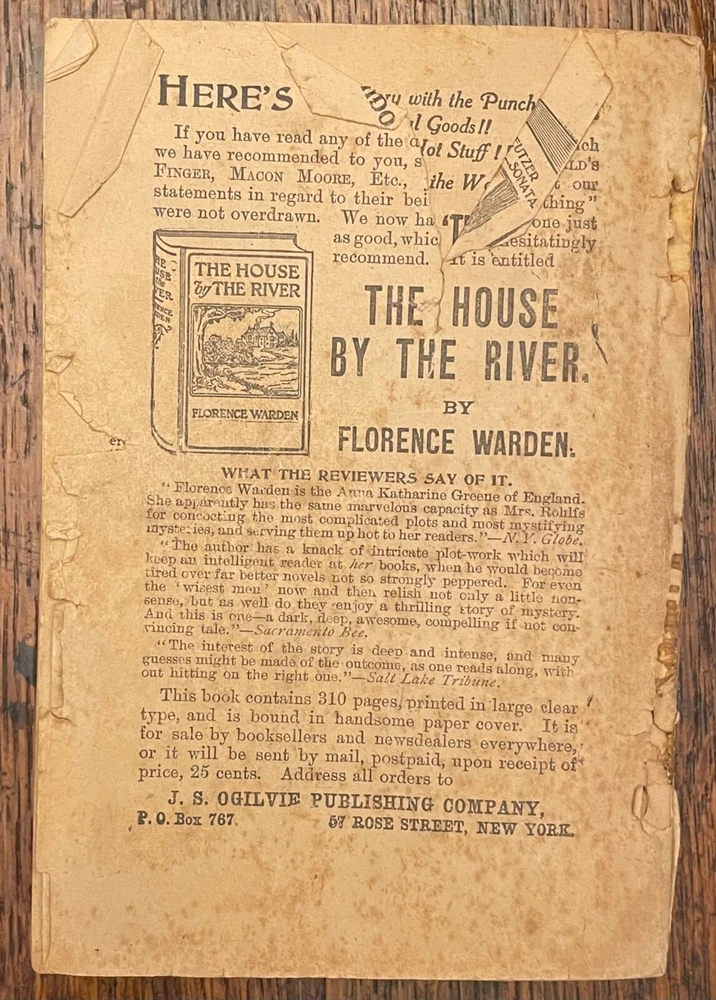 HERE'S
with the Punch
Goods!!
If you have read any of the
Hot Stuff!!
we have recommended to you,
FINGER, MACON MOORE, ETC.,
the
our
statements in regard to their
thing"
were not overdrawn. We now
one just
as good,
recommend. It is entitled
UTZER
SONATA
THE HOUSE
by THE RIVER
FLORENCE WARDEN
THE HOUSE
BY THE RIVER.
BY
FLORENCE WARDEN.
WHAT THE REVIEWERS SAY OF IT.
"Florence Warden is the Anna Katharine Greene of England.
She apparently has the same marvelous capacity as Mrs. Rohlfs
for concocting the most complicated plots and most mystifying
mysteries, and serving them up hot to her readers."—N. Y. Globe.
"The author has a knack of intricate plot-work which will
keep an intelligent reader at her books, when he would become
tired over far better novels not so strongly peppered. For even
the 'wisest men' now and then relish not only a little non-
sense, but as well do they enjoy a thrilling story of mystery.
And this is one—a dark, deep, awesome, compelling if not con-
vincing tale."—Sacramento Bee.
"The interest of the story is deep and intense, and many
guesses might be made of the outcome, as one reads along, with-
out hitting on the right one."—Salt Lake Tribune.
This book contains 310 pages, printed in large clear
type, and is bound in handsome paper cover. It is
for sale by booksellers and newsdealers everywhere,
or it will be sent by mail, postpaid, upon receipt of
price, 25 cents. Address all orders to
J. S. OGILVIE PUBLISHING COMPANY,
P. O. Box 767. 57 ROSE STREET, NEW YORK.